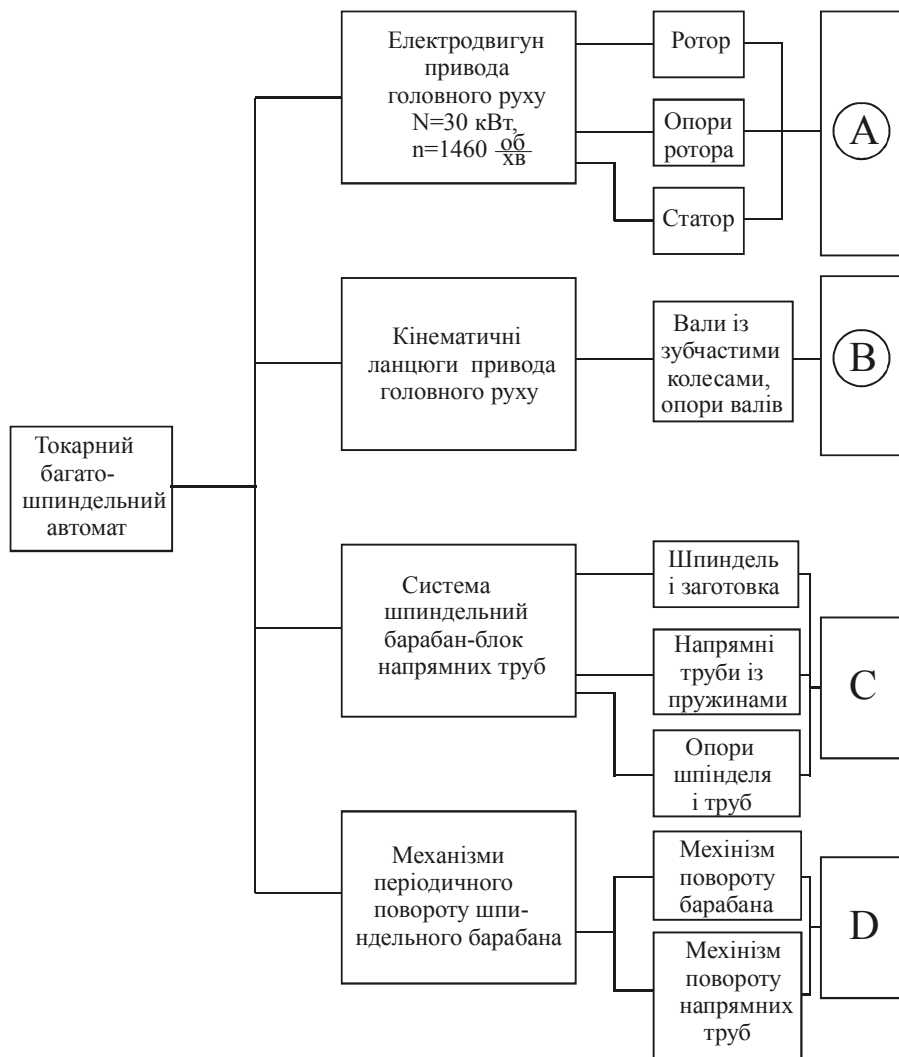 Електродвигун
привода
головного руху
N=30 кВт,
n=1460 об/хв
Ротор
Опори
ротора
Статор
A
Кінематичні
ланцюги привода
головного руху
Вали із
зубчастими
колесами,
опори валів
B
Токарний
багато-
шпиндельний
автомат
Система
шпиндельний
барабан-блок
напрямних труб
Шпиндель
і заготовка
Напрямні
труби із
пружинами
Опори
шпінделя
і труб
C
Механізми
періодичного
повороту шпи-
ндельного барабана
Мехінізм
повороту
барабана
Мехінізм
повороту
напрямних
труб
D